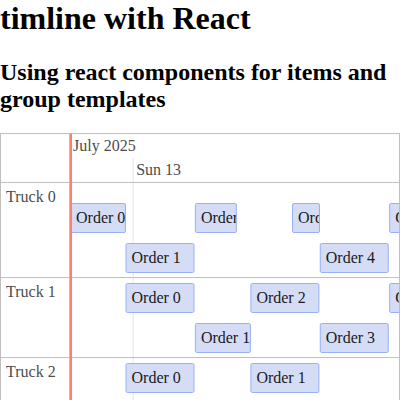 timline with React
Using react components for items and
group templates
July 2025
Sun 13
Truck 0
Order 0
Order
Order 1
Order 4
Truck 1
Order 0
Order 2
Order 1
Order 3
Truck 2
Order 0
Order 1